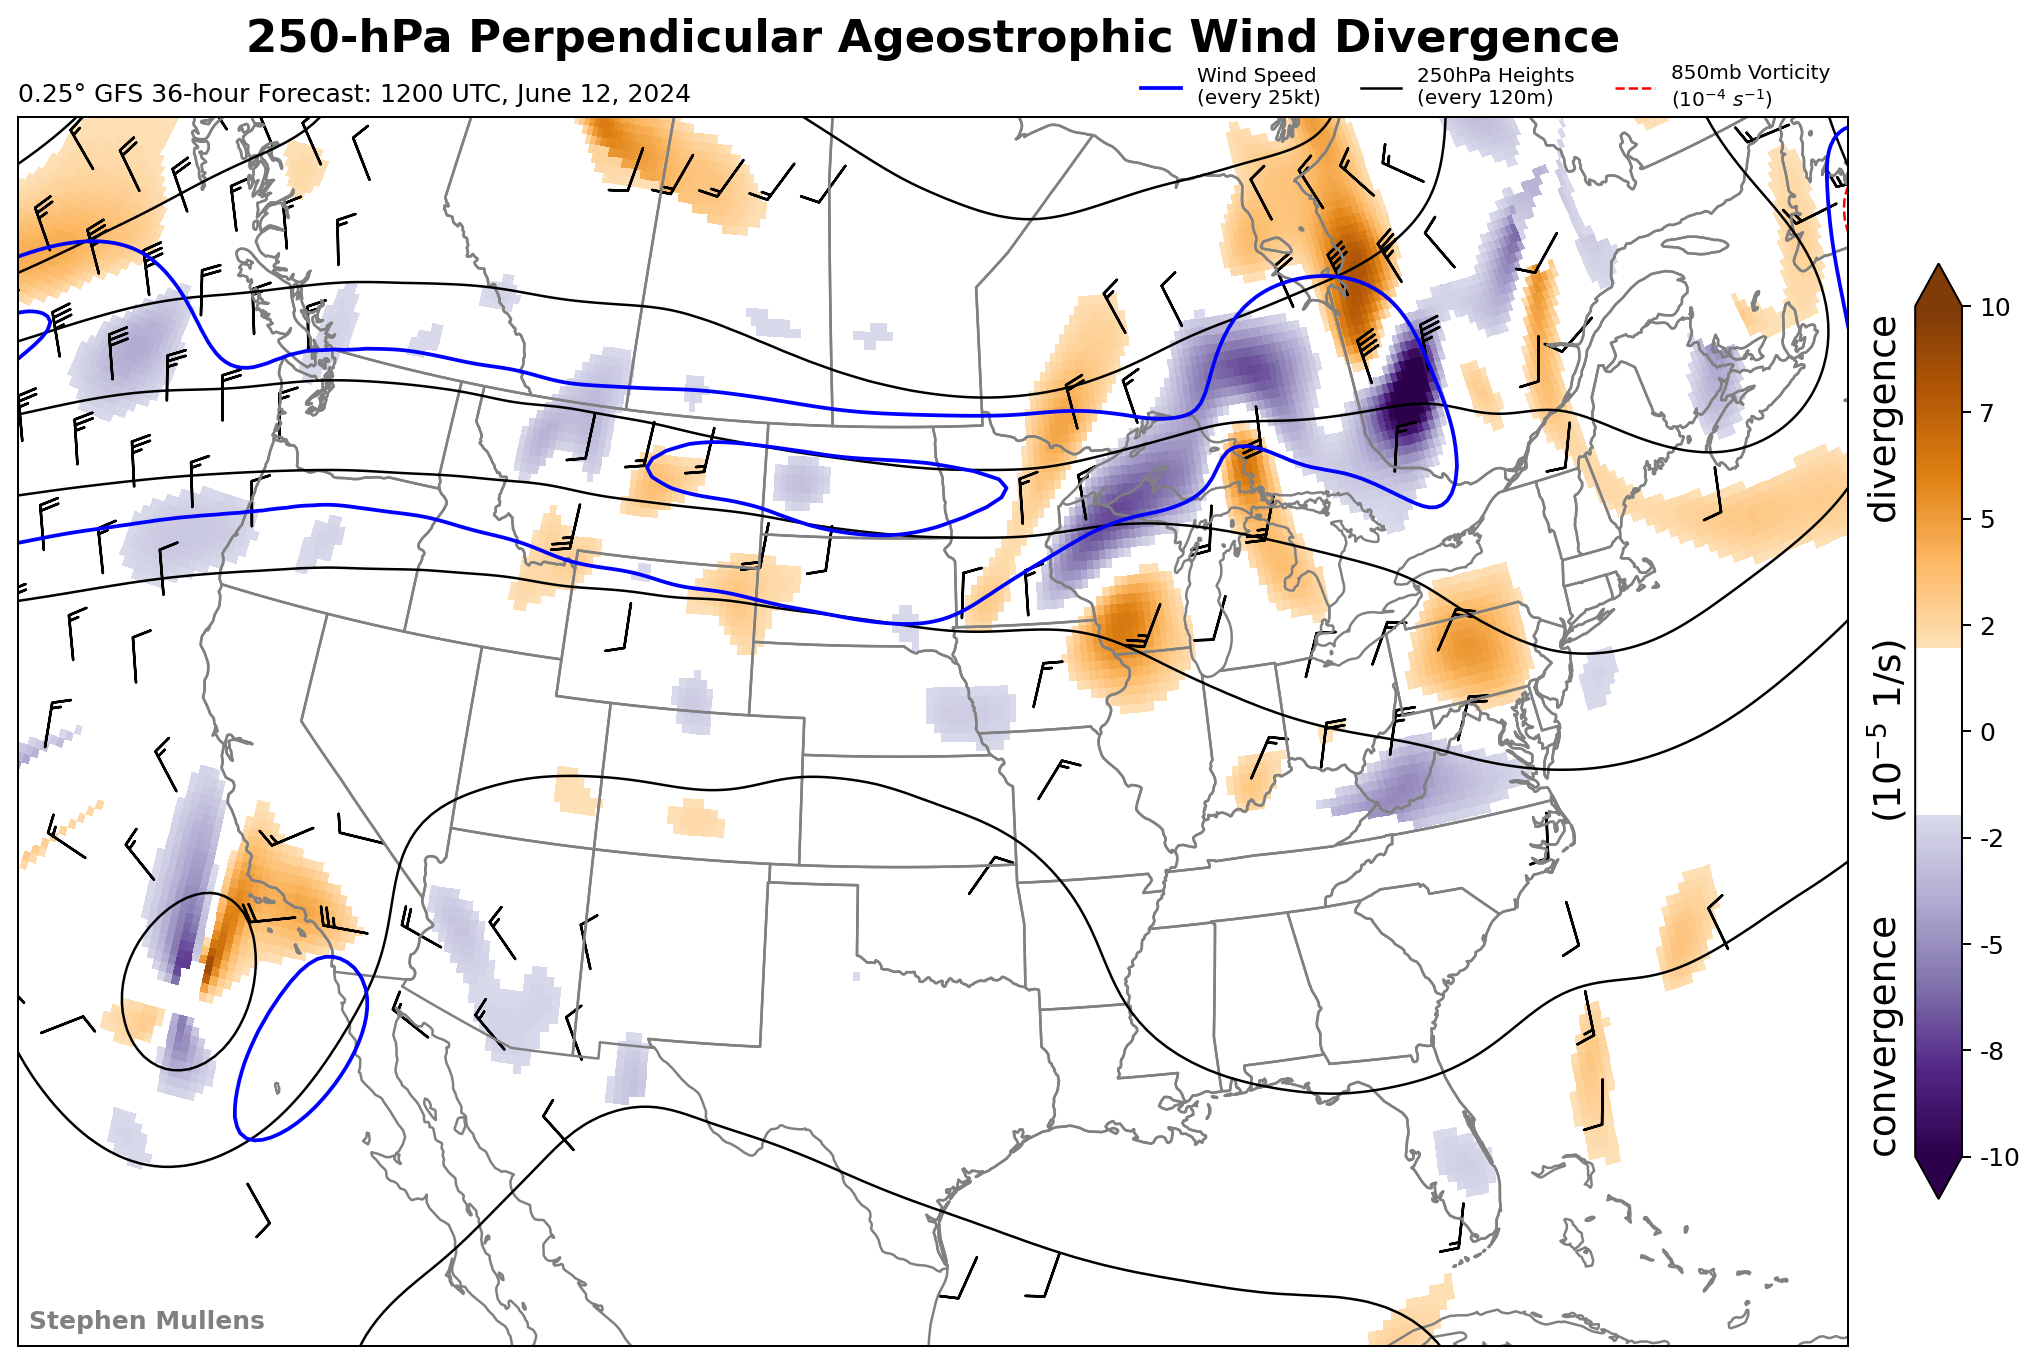 250-hPa Perpendicular Ageostrophic Wind Divergence
0.25° GFS 36-hour Forecast: 1200 UTC, June 12, 2024
Wind Speed
(every 25kt)
250hPa Heights
(every 120m)
850mb Vorticity
(10⁻⁴ s⁻¹)
10
7
5
2
0
-2
-5
-8
-10
convergence (10⁻⁵ 1/s) divergence
Stephen Mullens